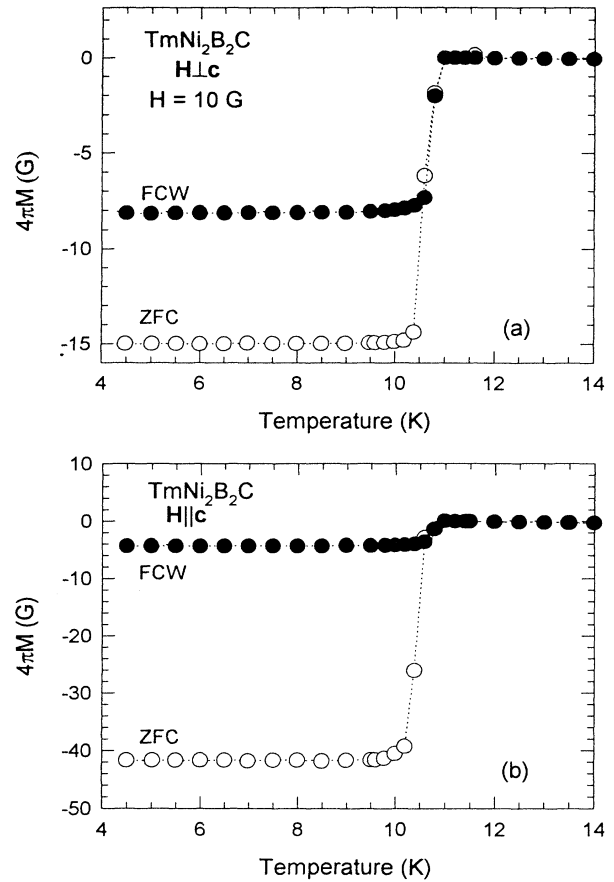 TmNi₂B₂C
H⊥c
H = 10 G
0
-5
-10
-15
4πM (G)
FCW
ZFC
(a)
4 6 8 10 12 14
Temperature (K)
TmNi₂B₂C
H||c
10
0
-10
-20
-30
-40
-50
4πM (G)
FCW
ZFC
(b)
4 6 8 10 12 14
Temperature (K)